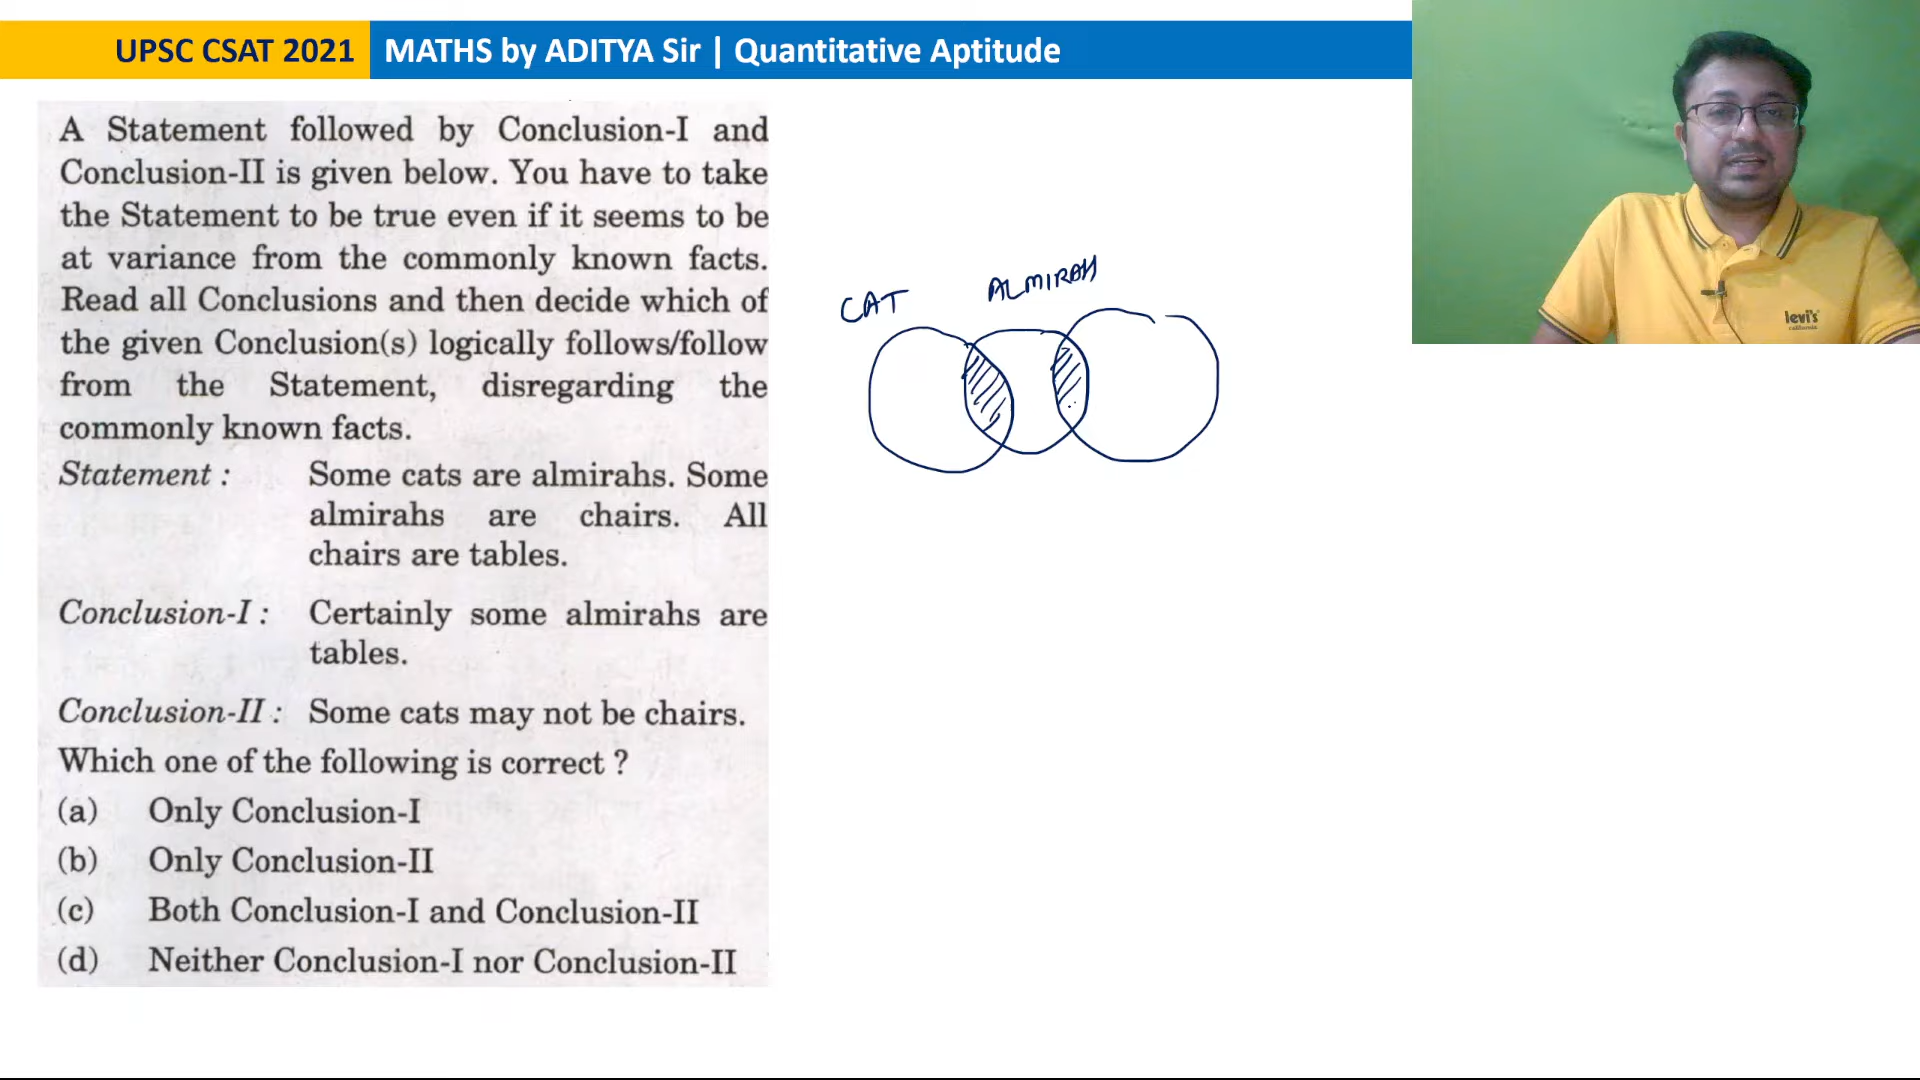 UPSC CSAT 2021 MATHS by ADITYA Sir | Quantitative Aptitude
A Statement followed by Conclusion-I and
Conclusion-II is given below. You have to take
the Statement to be true even if it seems to be
at variance from the commonly known facts.
Read all Conclusions and then decide which of
the given Conclusion(s) logically follows/follow
from the Statement, disregarding the
commonly known facts.
Statement : Some cats are almirahs. Some
almirahs are chairs. All
chairs are tables.
Conclusion-I : Certainly some almirahs are
tables.
Conclusion-II : Some cats may not be chairs.
Which one of the following is correct ?
(a) Only Conclusion-I
(b) Only Conclusion-II
(c) Both Conclusion-I and Conclusion-II
(d) Neither Conclusion-I nor Conclusion-II
CAT ALMIRAH
levi's
california